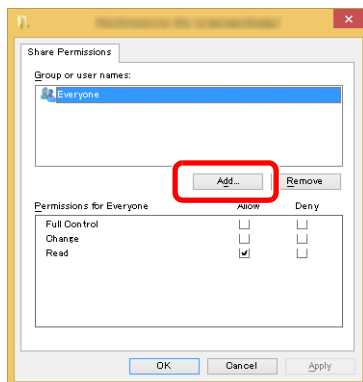 Share Permissions
Group or user names:
Everyone
Add...
Remove
Permissions for Everyone Allow Deny
Full Control
Change
Read
OK Cancel Apply